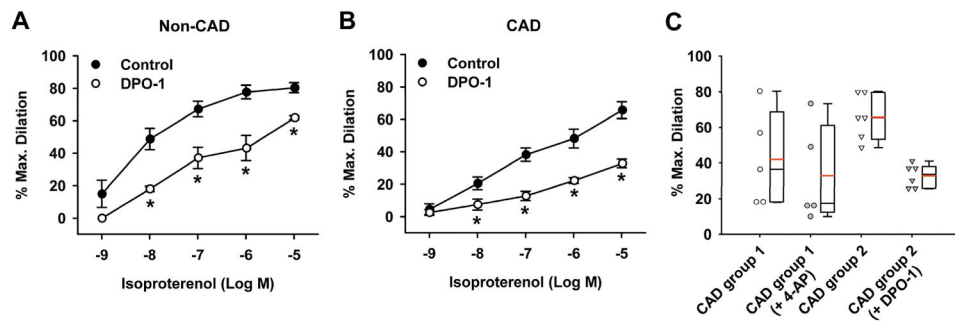 A
Non-CAD
100
80
60
40
20
0
% Max. Dilation
Control
DPO-1
*
*
*
*
-9
-8
-7
-6
-5
Isoproterenol (Log M)
B
CAD
100
80
60
40
20
0
% Max. Dilation
Control
DPO-1
*
*
*
*
-9
-8
-7
-6
-5
Isoproterenol (Log M)
C
100
80
60
40
20
0
% Max. Dilation
CAD group 1
CAD group 1
(+ 4-AP)
CAD group 2
CAD group 2
(+ DPO-1)